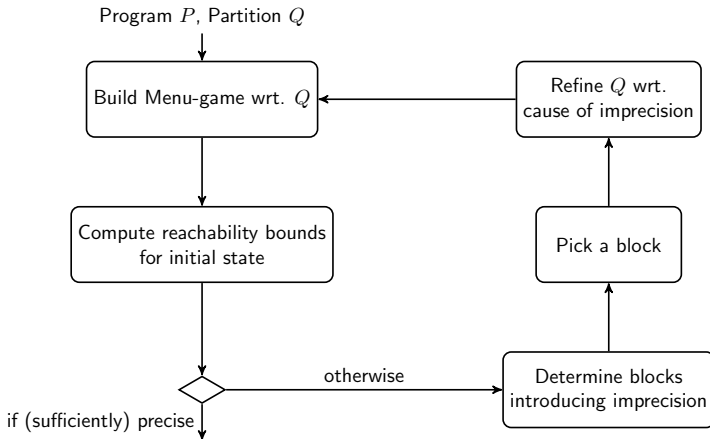 Program P, Partition Q
Build Menu-game wrt. Q
Refine Q wrt.
cause of imprecision
Compute reachability bounds
for initial state
Pick a block
otherwise
Determine blocks
introducing imprecision
if (sufficiently) precise